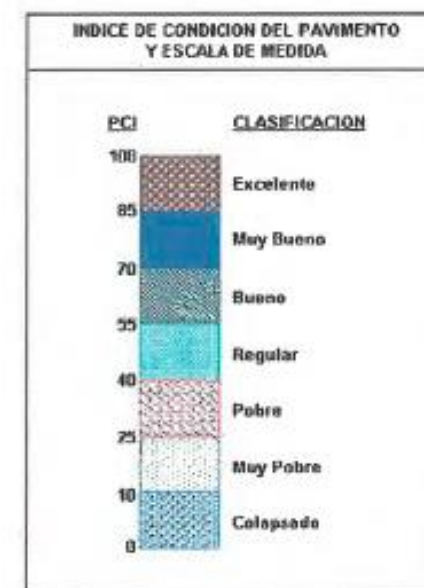 INDICE DE CONDICION DEL PAVIMENTO
Y ESCALA DE MEDIDA
PCI CLASIFICACION
100
Excelente
85
Muy Bueno
70
Bueno
55
Regular
40
Pobre
25
Muy Pobre
10
Colapsado
0